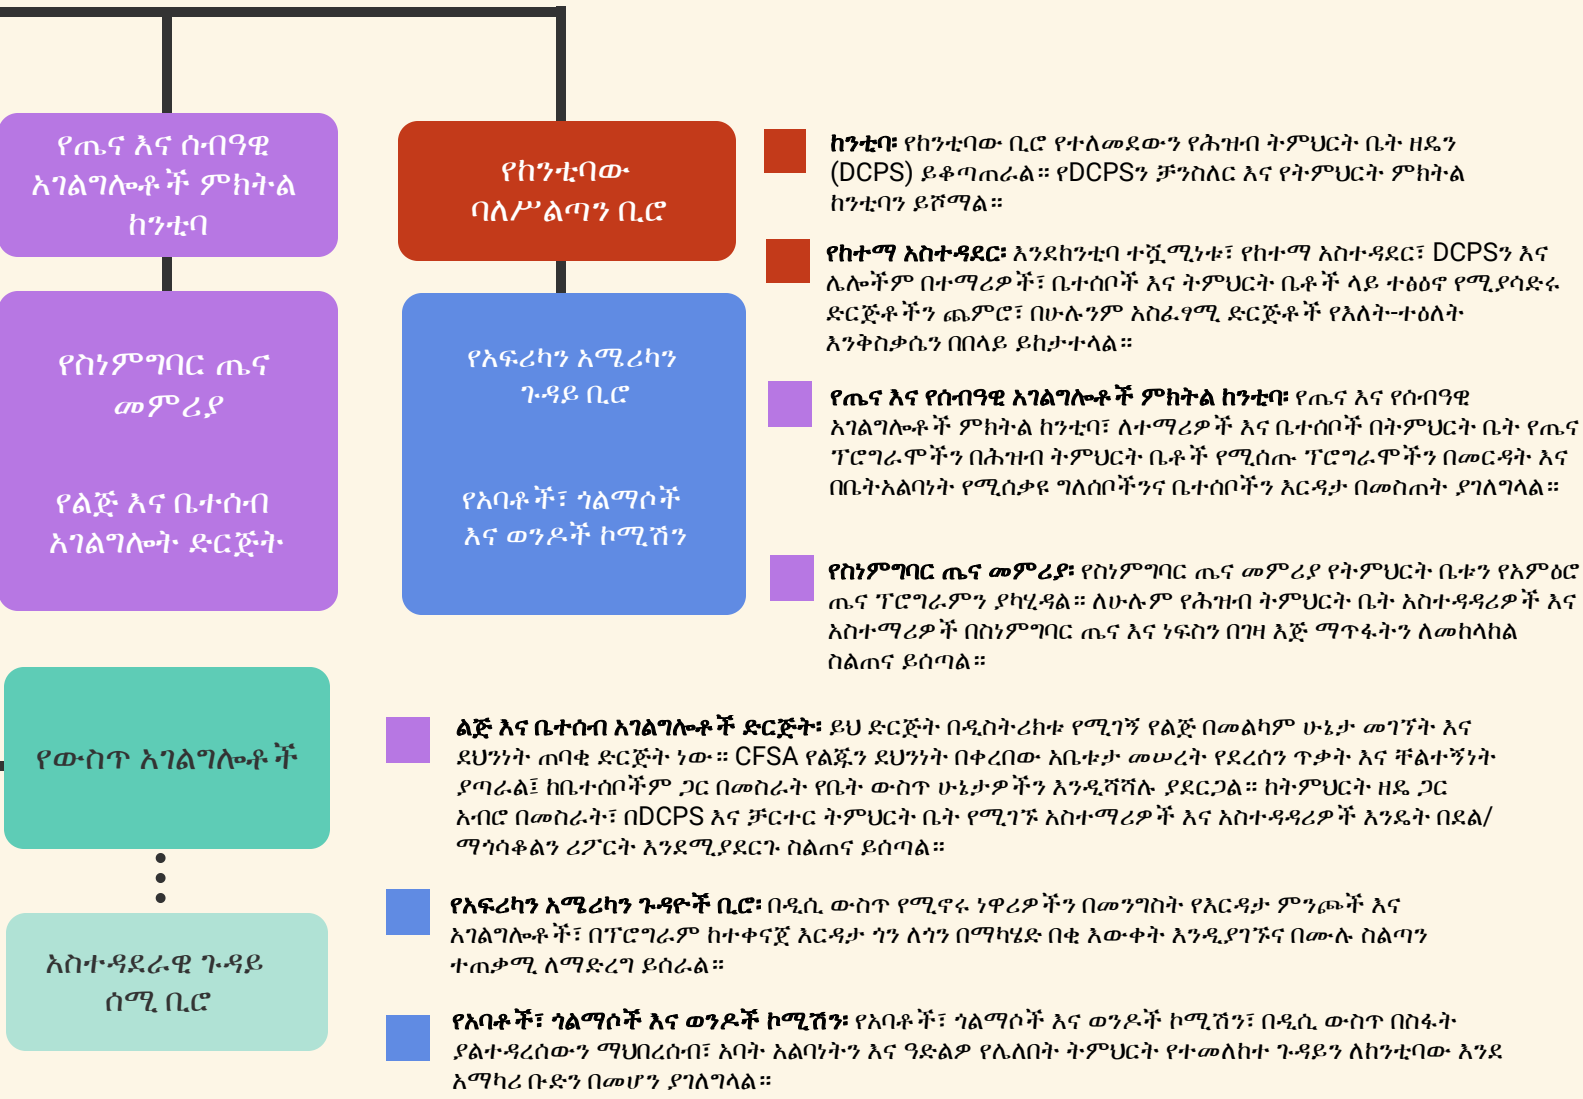 የጤና እና ሰብዓዊ
አገልግሎቶች ምክትል
ከንቲባ
የስነምግባር ጤና
መምሪያ
የልጅ እና ቤተሰብ
አገልግሎት ድርጅት
የከንቲባው
ባለሥልጣን ቢሮ
የአፍሪካን አሜሪካን
ጉዳይ ቢሮ
የአባቶች፣ ጎልማሶች
እና ወንዶች ኮሚሽን
የውስጥ አገልግሎቶች
አስተዳደራዊ ጉዳይ
ሰሚ ቢሮ
ከንቲባ፡ የከንቲባው ቢሮ የተለመደውን የሕዝብ ትምህርት ቤት ዘዴን
(DCPS) ይቆጣጠራል። የDCPSን ቻንስለር እና የትምህርት ምክትል
ከንቲባን ይሾማል።
የከተማ አስተዳደር፡ እንደከንቲባ ተሿሚነቱ፣ የከተማ አስተዳደር፣ DCPSን እና
ሌሎችም በተማሪዎች፣ ቤተሰቦች እና ትምህርት ቤቶች ላይ ተፅዕኖ የሚያሳድሩ
ድርጅቶችን ጨምሮ፣ በሁሉንም አስፈፃሚ ድርጅቶች የእለት-ተዕለት
እንቅስቃሴን በበላይ ይከታተላል።
የጤና እና የሰብዓዊ አገልግሎቶች ምክትል ከንቲባ፡ የጤና እና የሰብዓዊ
አገልግሎቶች ምክትል ከንቲባ፣ ለተማሪዎች እና ቤተሰቦች በትምህርት ቤት የጤና
ፕሮግራሞችን በሕዝብ ትምህርት ቤቶች የሚሰጡ ፕሮግራሞችን በመርዳት እና
በቤትአልባነት የሚሰቃዩ ግለሰቦችንና ቤተሰቦችን እርዳታ በመስጠት ያገለግላል።
የስነምግባር ጤና መምሪያ፡ የስነምግባር ጤና መምሪያ የትምህርት ቤቱን የአምዕሮ
ጤና ፕሮግራምን ያካሂዳል። ለሁሉም የሕዝብ ትምህርት ቤት አስተዳዳሪዎች እና
አስተማሪዎች በስነምግባር ጤና እና ነፍስን በገዛ እጅ ማጥፋትን ለመከላከል
ስልጠና ይሰጣል።
ልጅ እና ቤተሰብ አገልግሎቶች ድርጅት፡ ይህ ድርጅት በዲስትሪክቱ የሚገኝ የልጅ በመልካም ሁኔታ መገኘት እና
ደህንነት ጠባቂ ድርጅት ነው። CFSA የልጁን ደህንነት በቀረበው አቤቱታ መሠረት የደረሰን ጥቃት እና ቸልተኝነት
ያጣራል፤ ከቤተሰቦችም ጋር በመስራት የቤት ውስጥ ሁኔታዎችን እንዲሻሻሉ ያደርጋል። ከትምህርት ዘዴ ጋር
አብሮ በመስራት፣ በDCPS እና ቻርተር ትምህርት ቤት የሚገኙ አስተማሪዎች እና አስተዳዳሪዎች እንዴት በደል/
ማጎሳቆልን ሪፖርት እንደሚያደርጉ ስልጠና ይሰጣል።
የአፍሪካን አሜሪካን ጉዳዮች ቢሮ፡ በዲሲ ውስጥ የሚኖሩ ነዋሪዎችን በመንግስት የእርዳታ ምንጮች እና
አገልግሎቶች፣ በፕሮግራም ከተቀናጀ እርዳታ ጎን ለጎን በማካሄድ በቂ እውቀት እንዲያገኙና በሙሉ ስልጣን
ተጠቃሚ ለማድረግ ይሰራል።
የአባቶች፣ ጎልማሶች እና ወንዶች ኮሚሽን፡ የአባቶች፣ ጎልማሶች እና ወንዶች ኮሚሽን፣ በዲሲ ውስጥ በስፋት
ያልተዳረሰውን ማህበረሰብ፣ አባት አልባነትን እና ዓድልዎ የሌለበት ትምህርት የተመለከተ ጉዳይን ለከንቲባው እንደ
አማካሪ ቡድን በመሆን ያገለግላል።